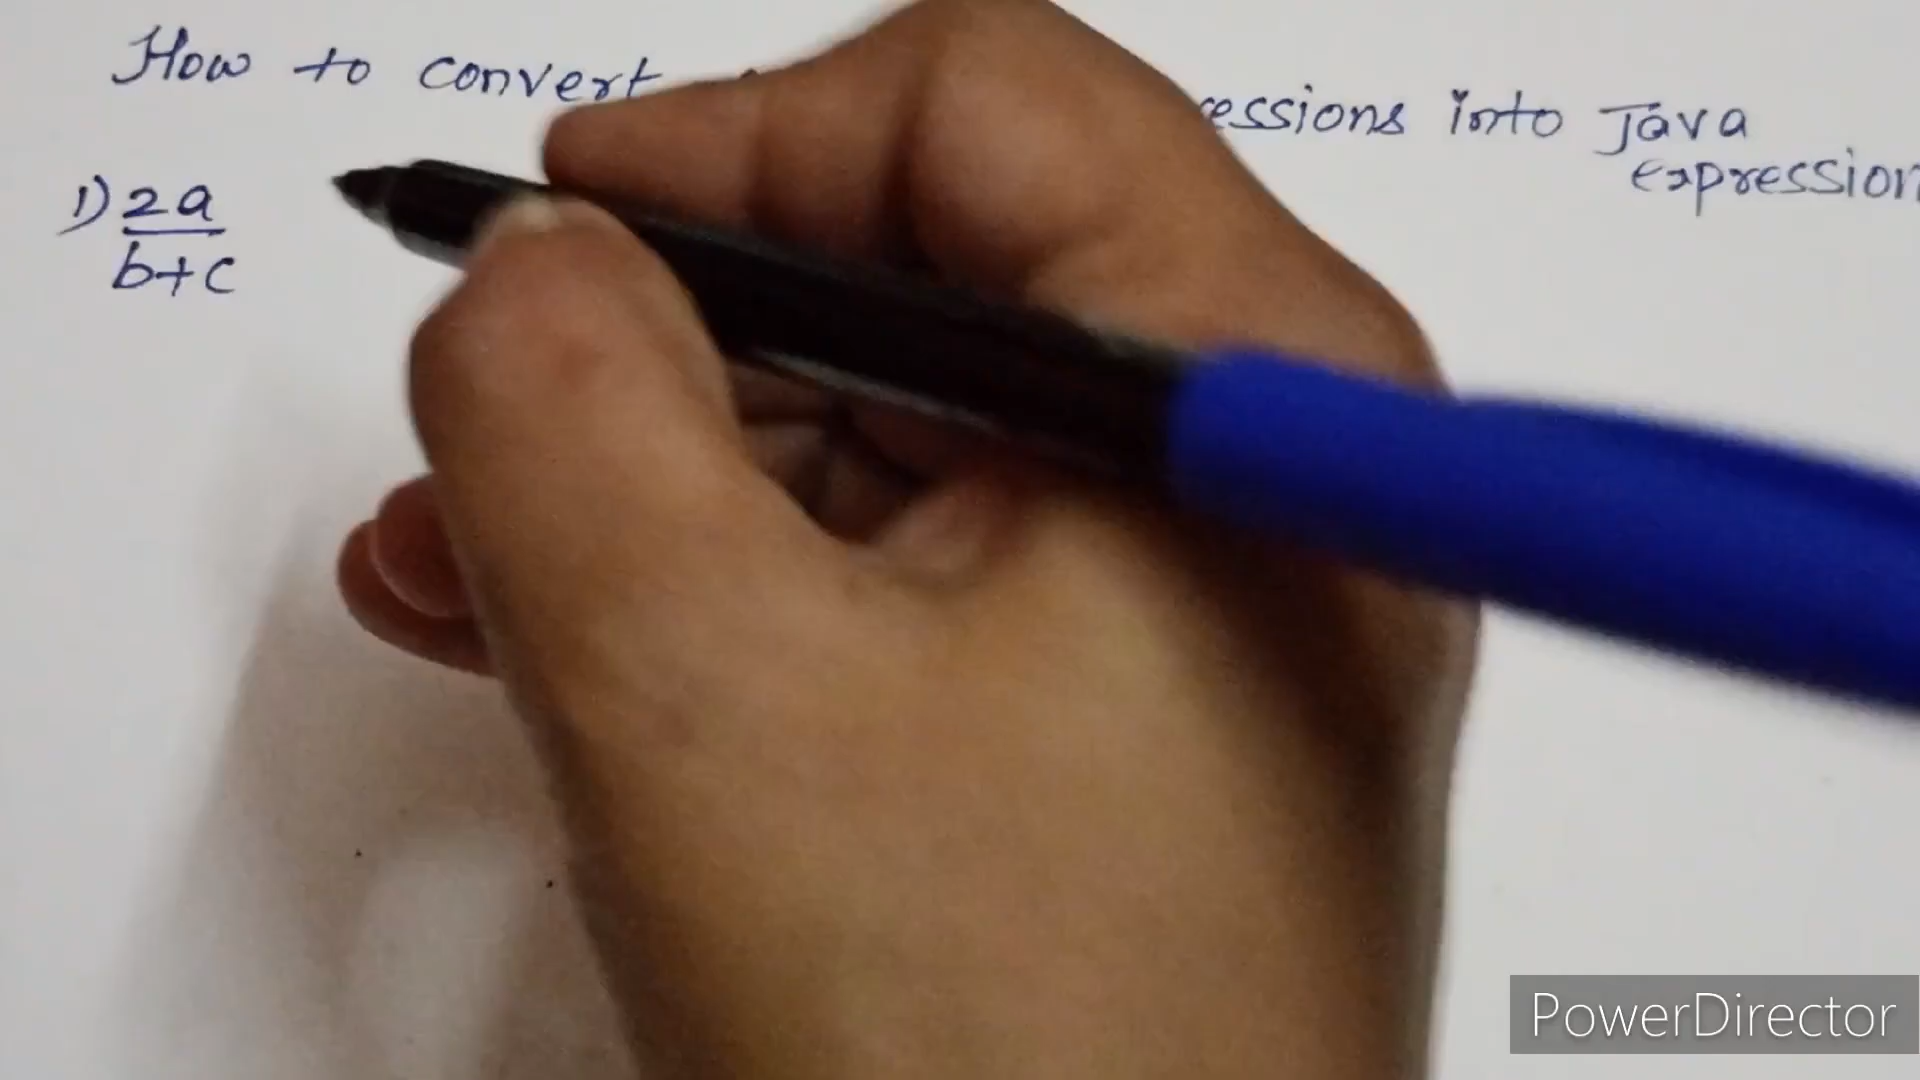 How to convert essions into Java
expression
1) 2a
b+c
PowerDirector